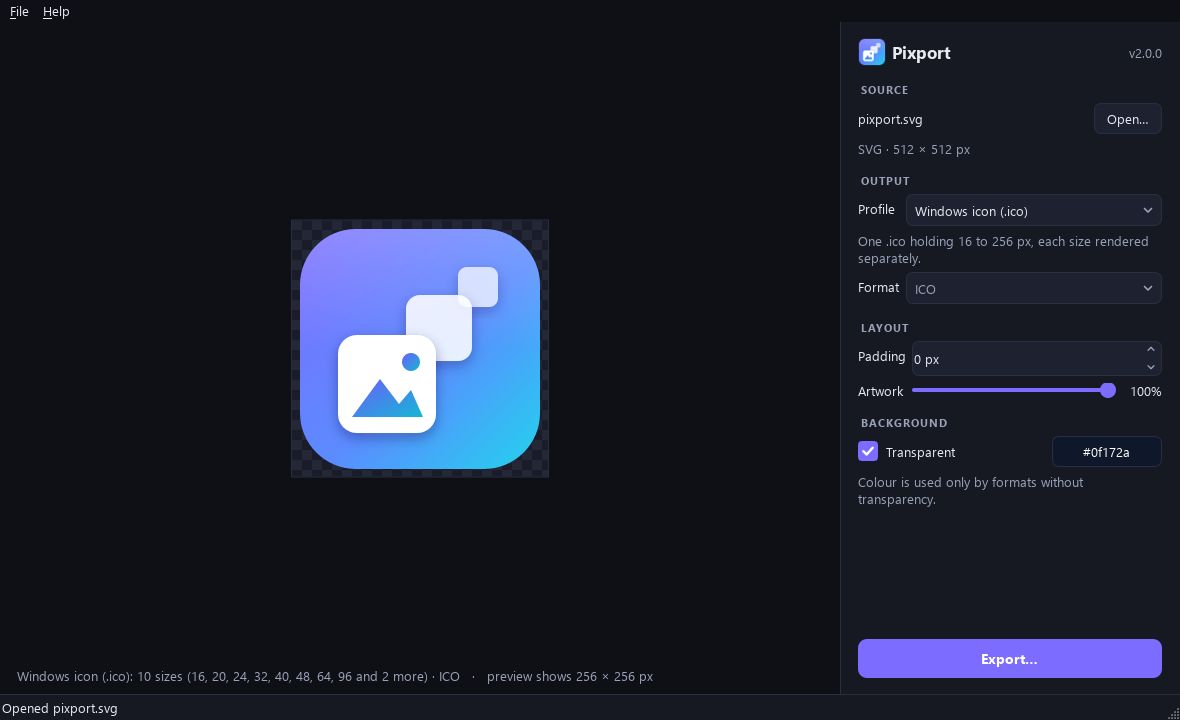 File Help
Pixport v2.0.0
SOURCE
pixport.svg Open...
SVG · 512 × 512 px
OUTPUT
Profile Windows icon (.ico)
One .ico holding 16 to 256 px, each size rendered
separately.
Format ICO
LAYOUT
Padding 0 px
Artwork 100%
BACKGROUND
Transparent #0f172a
Colour is used only by formats without
transparency.
Export...
Windows icon (.ico): 10 sizes (16, 20, 24, 32, 40, 48, 64, 96 and 2 more) · ICO · preview shows 256 × 256 px
Opened pixport.svg